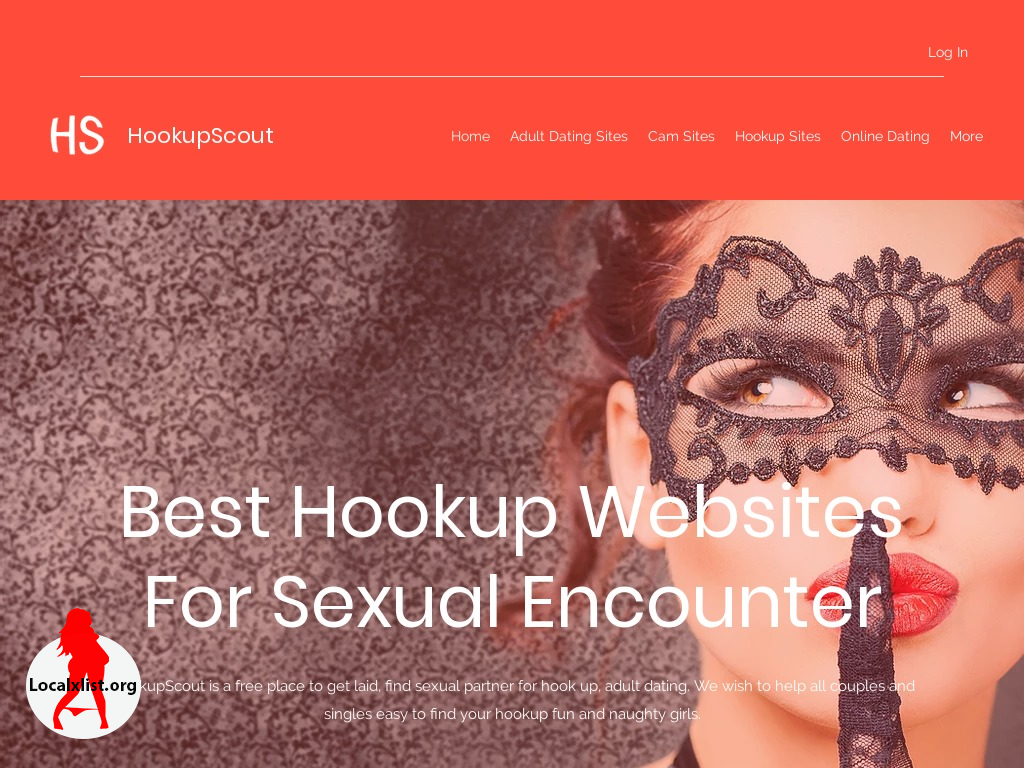 Log In
HS HookupScout Home Adult Dating Sites Cam Sites Hookup Sites Online Dating More
Best Hookup Websites
For Sexual Encounter
Localxlist.org
kupScout is a free place to get laid, find sexual partner for hook up, adult dating. We wish to help all couples and
singles easy to find your hookup fun and naughty girls.